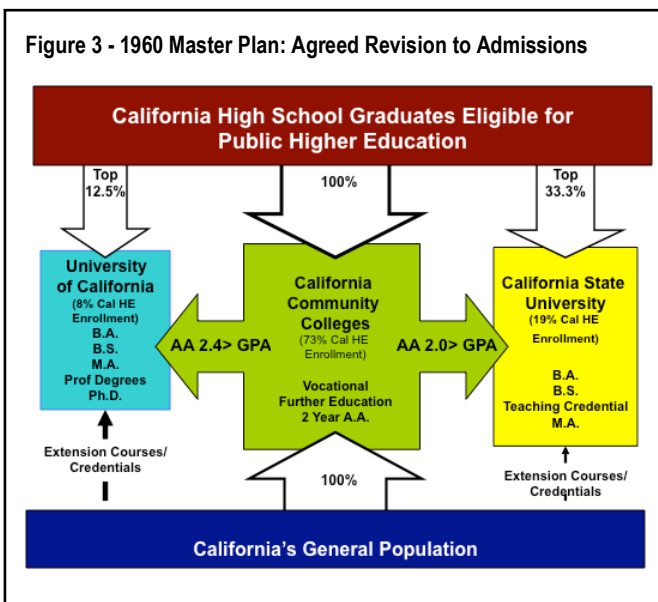 Figure 3 - 1960 Master Plan: Agreed Revision to Admissions
California High School Graduates Eligible for
Public Higher Education
Top
12.5%
100%
Top
33.3%
University
of California
(8% Cal HE
Enrollment)
B.A.
B.S.
M.A.
Prof Degrees
Ph.D.
AA 2.4> GPA
California
Community
Colleges
(73% Cal HE
Enrollment)
Vocational
Further Education
2 Year A.A.
AA 2.0> GPA
California State
University
(19% Cal HE
Enrollment)
B.A.
B.S.
Teaching Credential
M.A.
Extension Courses/
Credentials
100%
Extension Courses/
Credentials
California's General Population